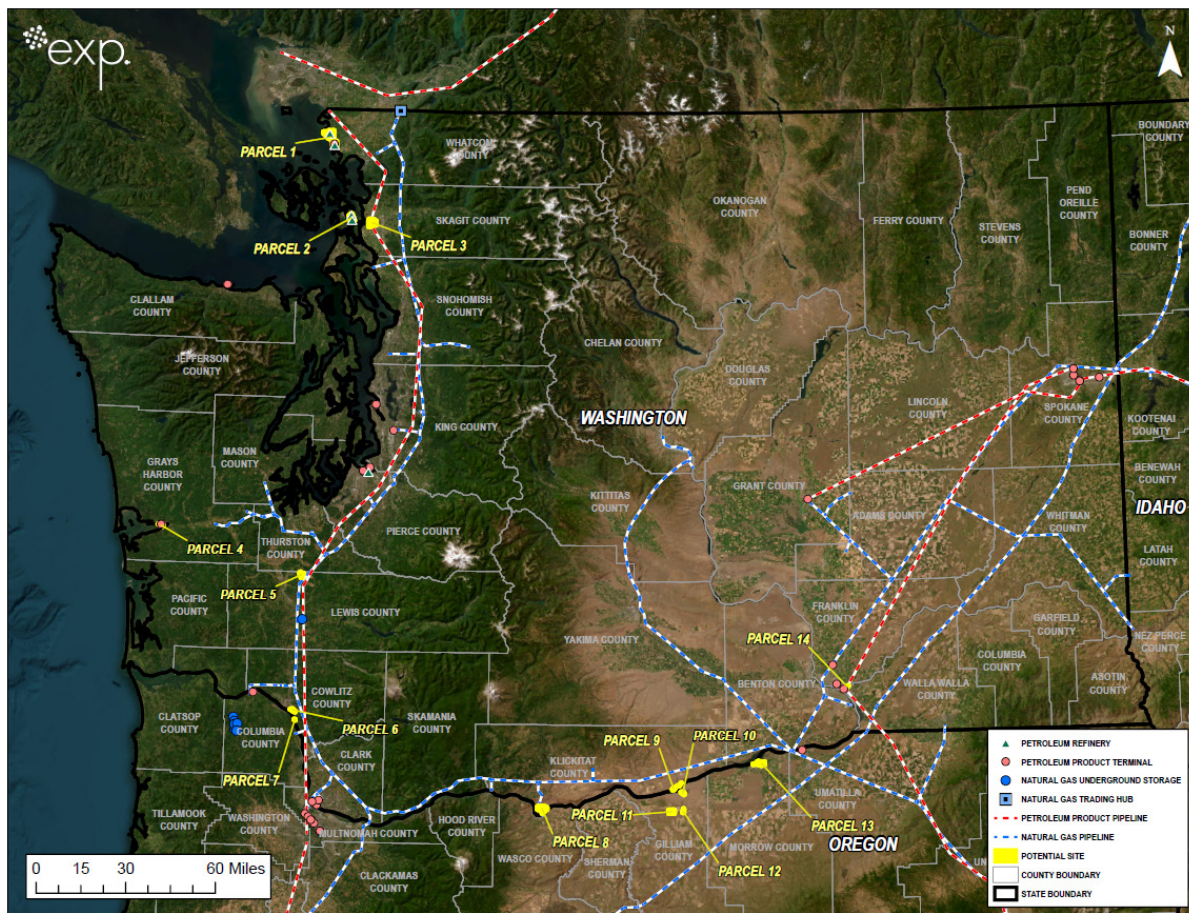 exp.
N
BOUNDARY
COUNTY
PARCEL 1
WHATCOM
COUNTY
OKANOGAN
COUNTY
FERRY COUNTY
STEVENS
COUNTY
PEND
OREILLE
COUNTY
BONNER
COUNTY
PARCEL 2
SKAGIT COUNTY
PARCEL 3
CLALLAM
COUNTY
SNOHOMISH
COUNTY
CHELAN COUNTY
JEFFERSON
COUNTY
DOUGLAS
COUNTY
LINCOLN
COUNTY
SPOKANE
COUNTY
KOOTENAI
COUNTY
WASHINGTON
KING COUNTY
MASON
COUNTY
GRAYS
HARBOR
COUNTY
KITTITAS
COUNTY
GRANT COUNTY
BENEWAH
COUNTY
IDAHO
ADAMS COUNTY
WHITMAN
COUNTY
PARCEL 4
THURSTON
COUNTY
PIERCE COUNTY
LATAH
COUNTY
PARCEL 5
PACIFIC
COUNTY
LEWIS COUNTY
FRANKLIN
COUNTY
GARFIELD
COUNTY
YAKIMA COUNTY
PARCEL 14
NEZ PERCE
COUNTY
COLUMBIA
COUNTY
BENTON COUNTY
WALLA WALLA
COUNTY
ASOTIN
COUNTY
COWLITZ
COUNTY
SKAMANIA
COUNTY
CLATSOP
COUNTY
COLUMBIA
COUNTY
PARCEL 6
CLARK
COUNTY
PARCEL 7
PARCEL 9
PARCEL 10
KLICKITAT
COUNTY
TILLAMOOK
COUNTY
WASHINGTON
COUNTY
MULTNOMAH COUNTY
HOOD RIVER
COUNTY
PARCEL 11
PARCEL 8
UMATILLA
COUNTY
PARCEL 13
WASCO COUNTY
SHERMAN
COUNTY
GILLIAM
COUNTY
MORROW COUNTY
OREGON
PARCEL 12
CLACKAMAS
COUNTY
UN
0 15 30 60 Miles
PETROLEUM REFINERY
PETROLEUM PRODUCT TERMINAL
NATURAL GAS UNDERGROUND STORAGE
NATURAL GAS TRADING HUB
PETROLEUM PRODUCT PIPELINE
NATURAL GAS PIPELINE
POTENTIAL SITE
COUNTY BOUNDARY
STATE BOUNDARY